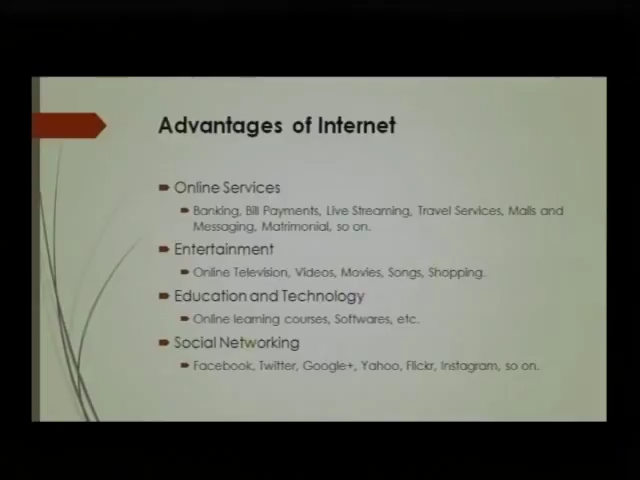 Advantages of Internet
Online Services
Banking, Bill Payments, Live Streaming, Travel Services, Mails and
Messaging, Matrimonial, so on.
Entertainment
Online Television, Videos, Movies, Songs, Shopping.
Education and Technology
Online learning courses, Softwares, etc.
Social Networking
Facebook, Twitter, Google+, Yahoo, Flickr, Instagram, so on.